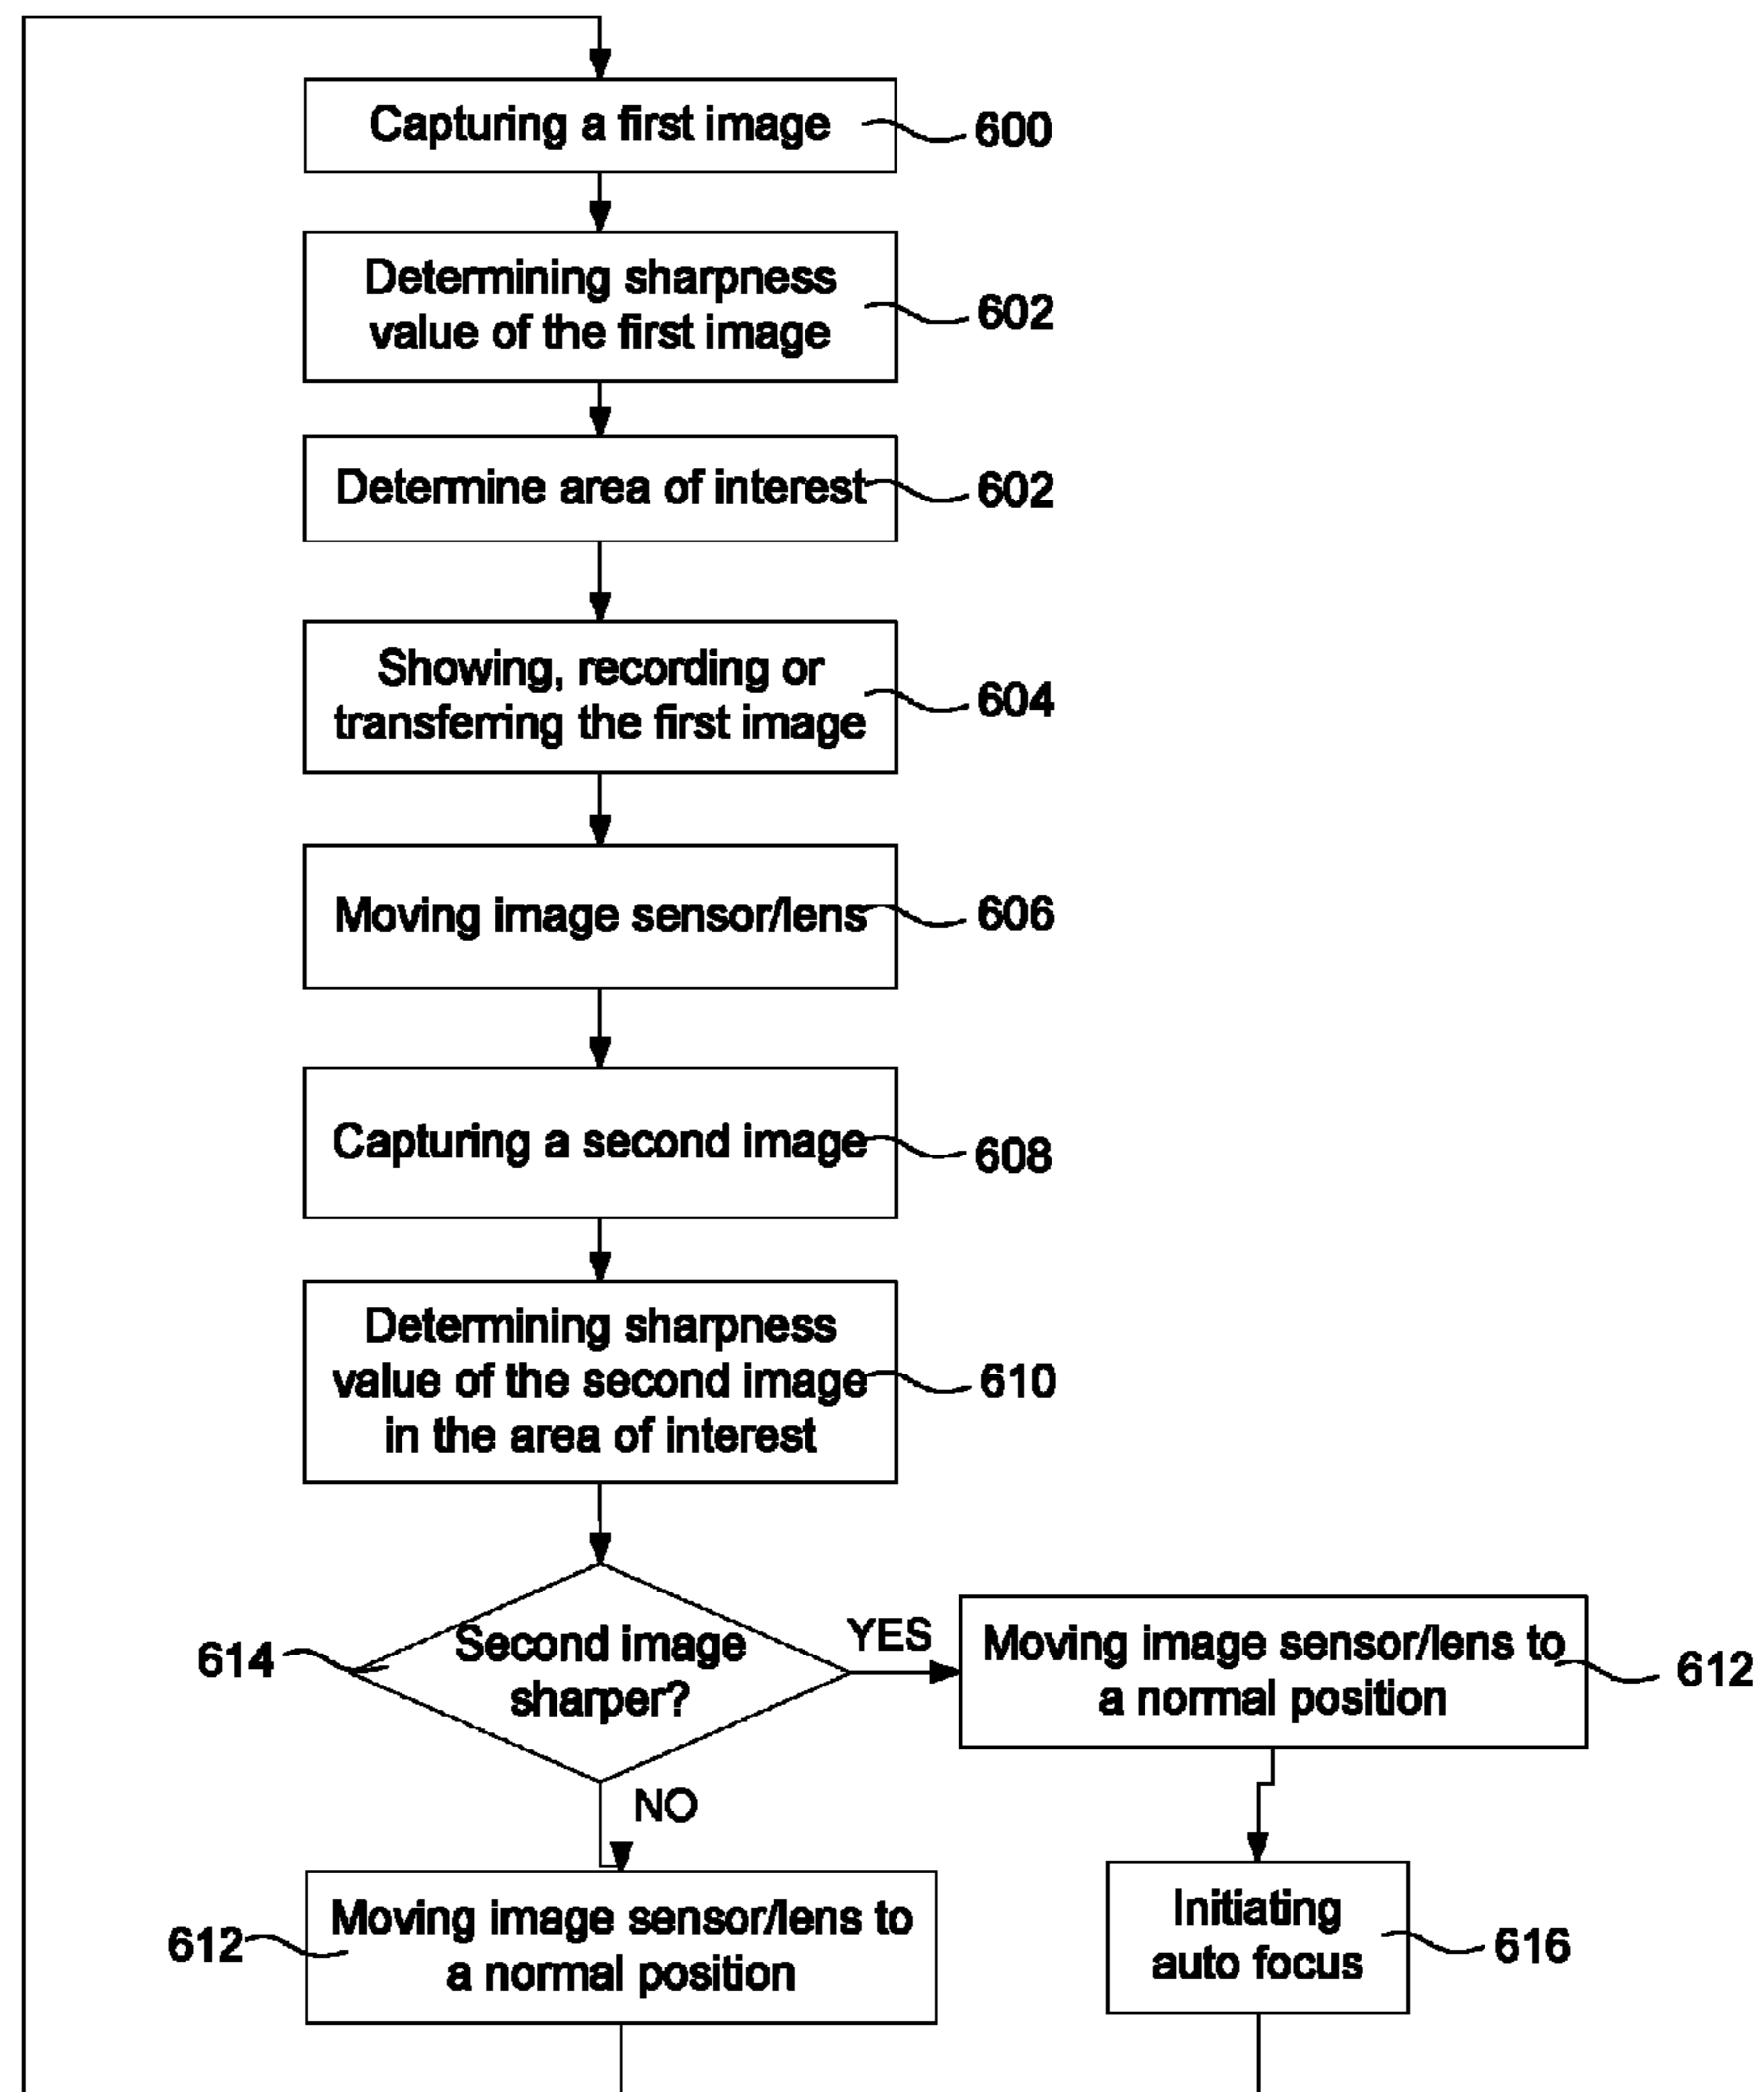 Capturing a first image
600
Determining sharpness
value of the first image
602
Determine area of interest
602
Showing, recording or
transferring the first image
604
Moving image sensor/lens
606
Capturing a second image
608
Determining sharpness
value of the second image
in the area of interest
610
614
Second image
sharper?
YES
Moving image sensor/lens to
a normal position
612
NO
612
Moving image sensor/lens to
a normal position
Initiating
auto focus
616